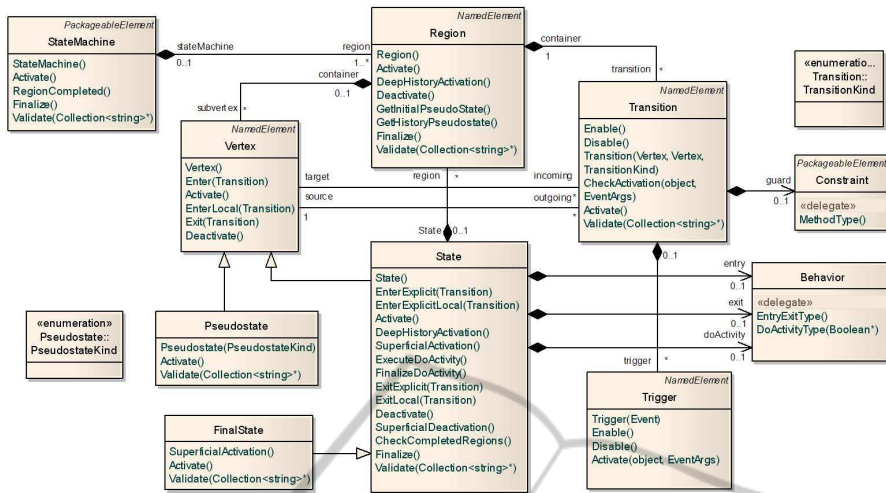 PackageableElement
StateMachine
StateMachine()
Activate()
RegionCompleted()
Finalize()
Validate(Collection<string>*)
stateMachine
0..1
region
1..*
NamedElement
Region
Region()
Activate()
DeepHistoryActivation()
Deactivate()
GetInitialPseudoState()
GetHistoryPseudostate()
Finalize()
Validate(Collection<string>*)
container
1
transition
*
container
0..1
subvertex
*
«enumeratio...
Transition::
TransitionKind
NamedElement
Vertex
Vertex()
Enter(Transition)
Activate()
EnterLocal(Transition)
Exit(Transition)
Deactivate()
target
incoming
*
source
1
outgoing
*
region
*
State
0..1
NamedElement
Transition
Enable()
Disable()
Transition(Vertex, Vertex,
TransitionKind)
CheckActivation(object,
EventArgs)
Activate()
Validate(Collection<string>*)
guard
0..1
PackageableElement
Constraint
«delegate»
MethodType()
0..1
trigger
*
State
State()
EnterExplicit(Transition)
EnterExplicitLocal(Transition)
Activate()
DeepHistoryActivation()
SuperficialActivation()
ExecuteDoActivity()
FinalizeDoActivity()
ExitExplicit(Transition)
ExitLocal(Transition)
Deactivate()
SuperficialDeactivation()
CheckCompletedRegions()
Finalize()
Validate(Collection<string>*)
entry
0..1
exit
0..1
doActivity
0..1
Behavior
«delegate»
EntryExitType()
DoActivityType(Boolean*)
«enumeration»
Pseudostate::
PseudostateKind
Pseudostate
Pseudostate(PseudostateKind)
Activate()
Validate(Collection<string>*)
FinalState
SuperficialActivation()
Activate()
Validate(Collection<string>*)
NamedElement
Trigger
Trigger(Event)
Enable()
Disable()
Activate(object, EventArgs)